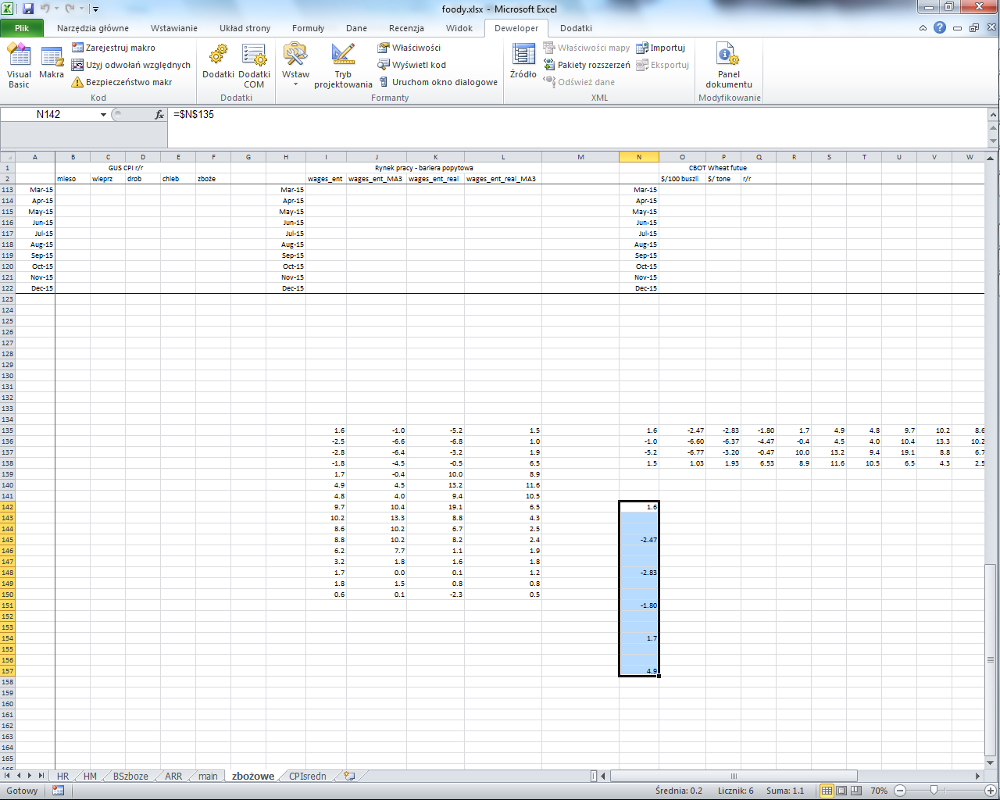 foody.xlsx - Microsoft Excel
Plik Narzędzia główne Wstawianie Układ strony Formuły Dane Recenzja Widok Deweloper Dodatki
Visual Basic Makra Zarejestruj makro Użyj odwołań względnych Bezpieczeństwo makr Dodatki Dodatki COM Wstaw Tryb projektowania Właściwości Wyświetl kod Uruchom okno dialogowe Źródło Właściwości mapy Pakiety rozszerzeń Odśwież dane Importuj Eksportuj Panel dokumentu
Kod Dodatki Formanty XML Modyfikowanie
N142 fx =$N$135
A B C D E F G H I J K L M N O P Q R S T U V W
1 GUS CPI r/r Rynek pracy - bariera popytowa CBOT Wheat futue
2 mieso wieprz drob chleb zboże wages_ent wages_ent_MA3 wages_ent_real wages_ent_real_MA3 $/100 buszli $/ tone r/r
113 Mar-15 Mar-15 Mar-15
114 Apr-15 Apr-15 Apr-15
115 May-15 May-15 May-15
116 Jun-15 Jun-15 Jun-15
117 Jul-15 Jul-15 Jul-15
118 Aug-15 Aug-15 Aug-15
119 Sep-15 Sep-15 Sep-15
120 Oct-15 Oct-15 Oct-15
121 Nov-15 Nov-15 Nov-15
122 Dec-15 Dec-15 Dec-15
123
124
125
126
127
128
129
130
131
132
133
134
135 1.6 -1.0 -5.2 1.5 1.6 -2.47 -2.83 -1.80 1.7 4.9 4.8 9.7 10.2 8.6
136 -2.5 -6.6 -6.8 1.0 -1.0 -6.60 -6.37 -4.47 -0.4 4.5 4.0 10.4 13.3 10.2
137 -2.8 -6.4 -3.2 1.9 -5.2 -6.77 -3.20 -0.47 10.0 13.2 9.4 19.1 8.8 6.7
138 -1.8 -4.5 -0.5 6.5 1.5 1.03 1.93 6.53 8.9 11.6 10.5 6.5 4.3 2.5
139 1.7 -0.4 10.0 8.9
140 4.9 4.5 13.2 11.6
141 4.8 4.0 9.4 10.5
142 9.7 10.4 19.1 6.5 1.6
143 10.2 13.3 8.8 4.3
144 8.6 10.2 6.7 2.5
145 8.8 10.2 8.2 2.4 -2.47
146 6.2 7.7 1.1 1.9
147 3.2 1.8 1.6 1.8
148 1.7 0.0 0.1 1.2 -2.83
149 1.8 1.5 0.8 0.8
150 0.6 0.1 -2.3 0.5
151 -1.80
152
153
154 1.7
155
156
157 4.9
158
159
160
161
162
163
164
165
HR HM BSzboze ARR main zbożowe CPIsredn
Gotowy Średnia: 0.2 Licznik: 6 Suma: 1.1 70%